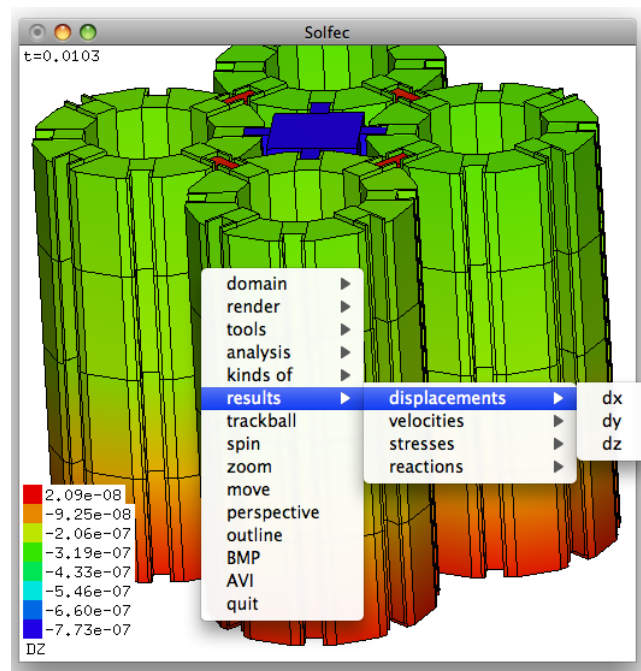 Solfec
t=0.0103
domain
render
tools
analysis
kinds of
results
trackball
spin
zoom
move
perspective
outline
BMP
AVI
quit
displacements
velocities
stresses
reactions
dx
dy
dz
2.09e-08
-9.25e-08
-2.06e-07
-3.19e-07
-4.33e-07
-5.46e-07
-6.60e-07
-7.73e-07
DZ